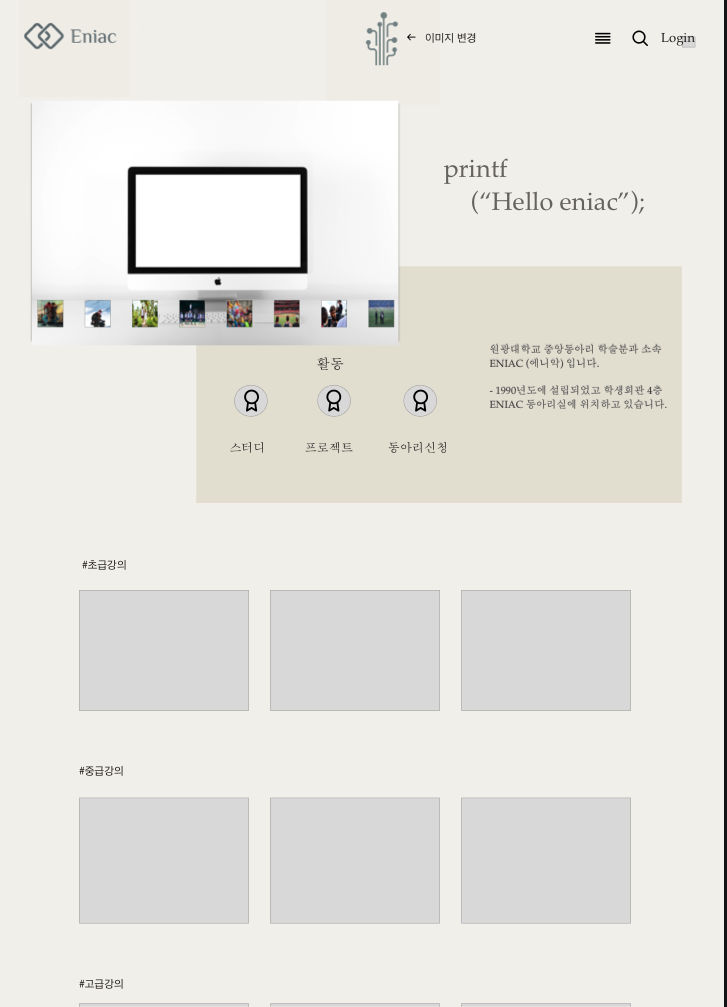 Eniac
이미지 변경
Login
printf
(“Hello eniac”);
원광대학교 중앙동아리 학술분과 소속
ENIAC (에니악) 입니다.
- 1990년도에 설립되었고 학생회관 4층
ENIAC 동아리실에 위치하고 있습니다.
활동
스터디
프로젝트
동아리신청
#초급강의
#중급강의
#고급강의